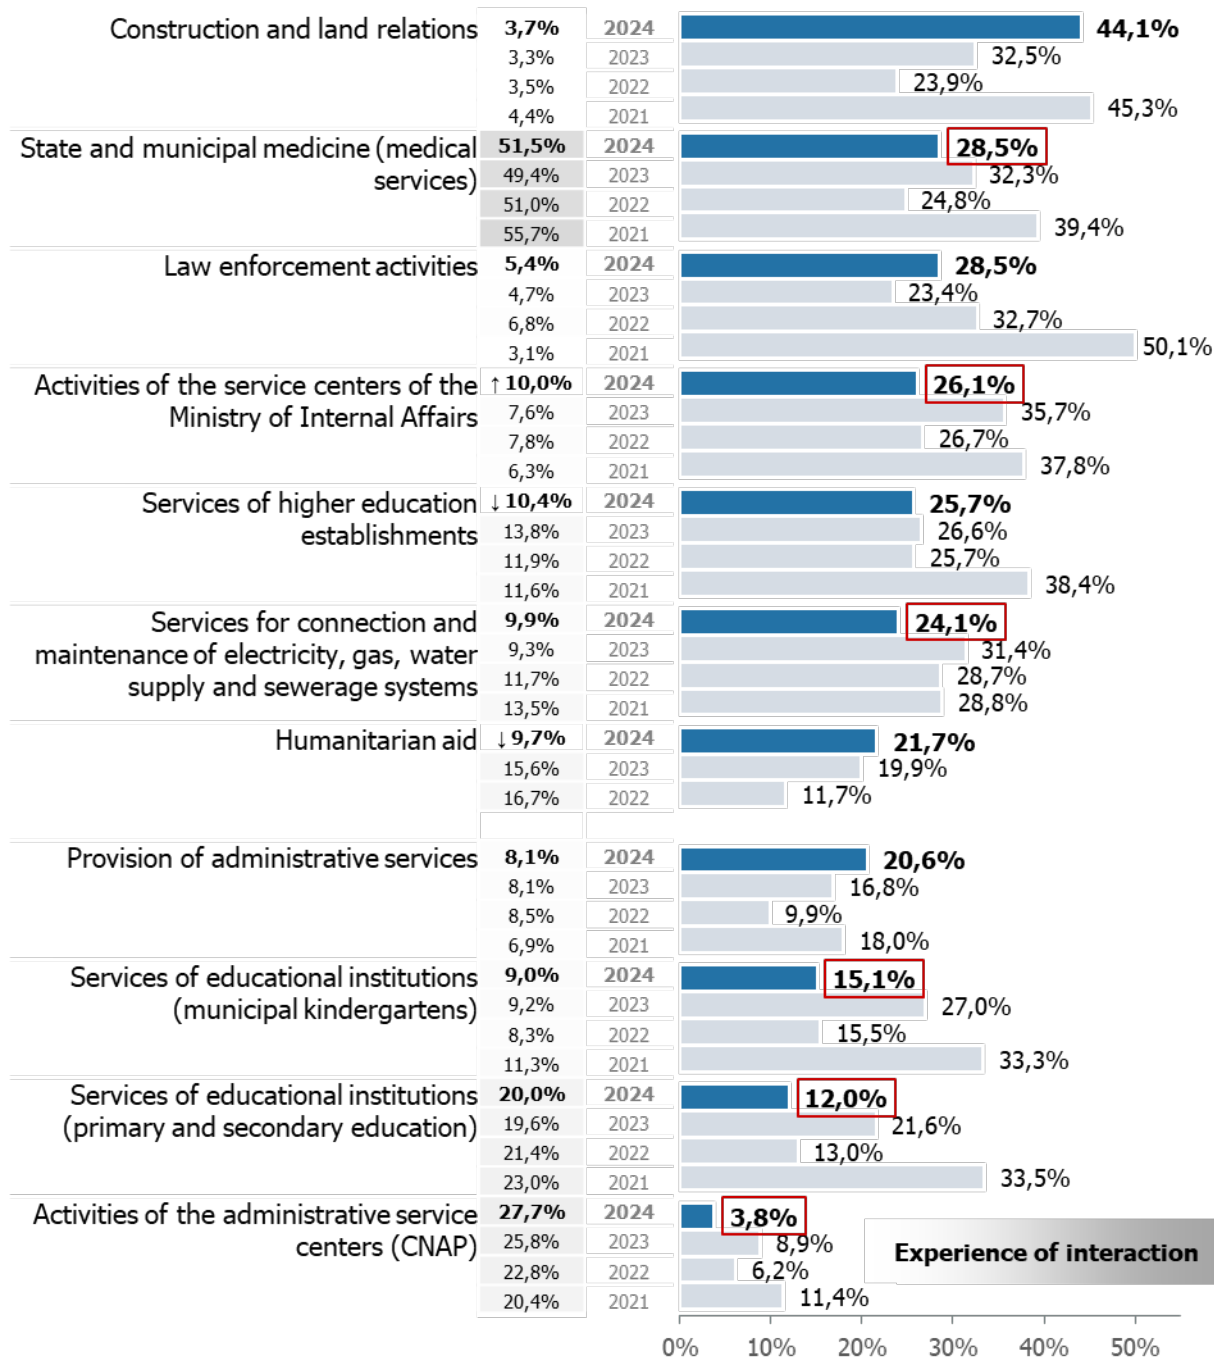 Construction and land relations 3,7% 2024 44,1%
3,3% 2023 32,5%
3,5% 2022 23,9%
4,4% 2021 45,3%
State and municipal medicine (medical 51,5% 2024 28,5%
services) 49,4% 2023 32,3%
51,0% 2022 24,8%
55,7% 2021 39,4%
Law enforcement activities 5,4% 2024 28,5%
4,7% 2023 23,4%
6,8% 2022 32,7%
3,1% 2021 50,1%
Activities of the service centers of the ↑ 10,0% 2024 26,1%
Ministry of Internal Affairs 7,6% 2023 35,7%
7,8% 2022 26,7%
6,3% 2021 37,8%
Services of higher education ↓ 10,4% 2024 25,7%
establishments 13,8% 2023 26,6%
11,9% 2022 25,7%
11,6% 2021 38,4%
Services for connection and 9,9% 2024 24,1%
maintenance of electricity, gas, water 9,3% 2023 31,4%
supply and sewerage systems 11,7% 2022 28,7%
13,5% 2021 28,8%
Humanitarian aid ↓ 9,7% 2024 21,7%
15,6% 2023 19,9%
16,7% 2022 11,7%
Provision of administrative services 8,1% 2024 20,6%
8,1% 2023 16,8%
8,5% 2022 9,9%
6,9% 2021 18,0%
Services of educational institutions 9,0% 2024 15,1%
(municipal kindergartens) 9,2% 2023 27,0%
8,3% 2022 15,5%
11,3% 2021 33,3%
Services of educational institutions 20,0% 2024 12,0%
(primary and secondary education) 19,6% 2023 21,6%
21,4% 2022 13,0%
23,0% 2021 33,5%
Activities of the administrative service 27,7% 2024 3,8%
centers (CNAP) 25,8% 2023 8,9%
22,8% 2022 6,2%
20,4% 2021 11,4%
Experience of interaction
0% 10% 20% 30% 40% 50%